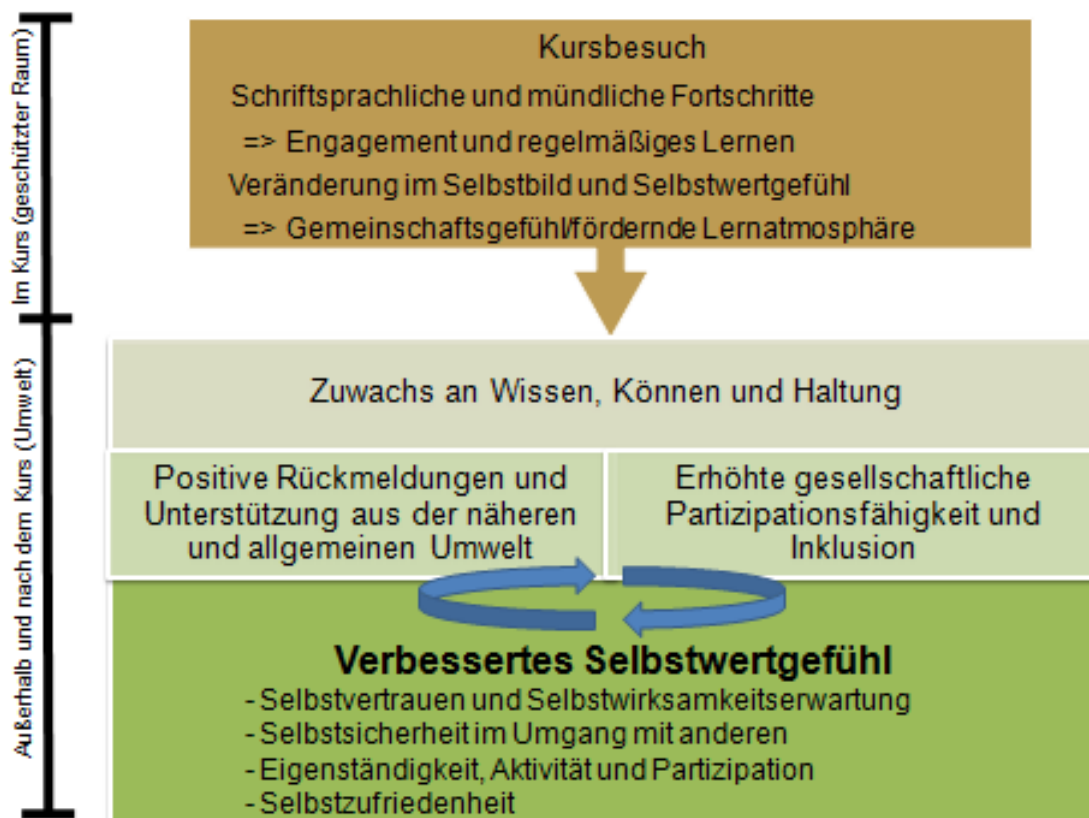 Im Kurs (geschützter Raum)
Kursbesuch
Schriftsprachliche und mündliche Fortschritte
=> Engagement und regelmäßiges Lernen
Veränderung im Selbstbild und Selbstwertgefühl
=> Gemeinschaftsgefühl/fördernde Lernatmosphäre
Außerhalb und nach dem Kurs (Umwelt)
Zuwachs an Wissen, Können und Haltung
Positive Rückmeldungen und
Unterstützung aus der näheren
und allgemeinen Umwelt
Erhöhte gesellschaftliche
Partizipationsfähigkeit und
Inklusion
Verbessertes Selbstwertgefühl
- Selbstvertrauen und Selbstwirksamkeitserwartung
- Selbstsicherheit im Umgang mit anderen
- Eigenständigkeit, Aktivität und Partizipation
- Selbstzufriedenheit